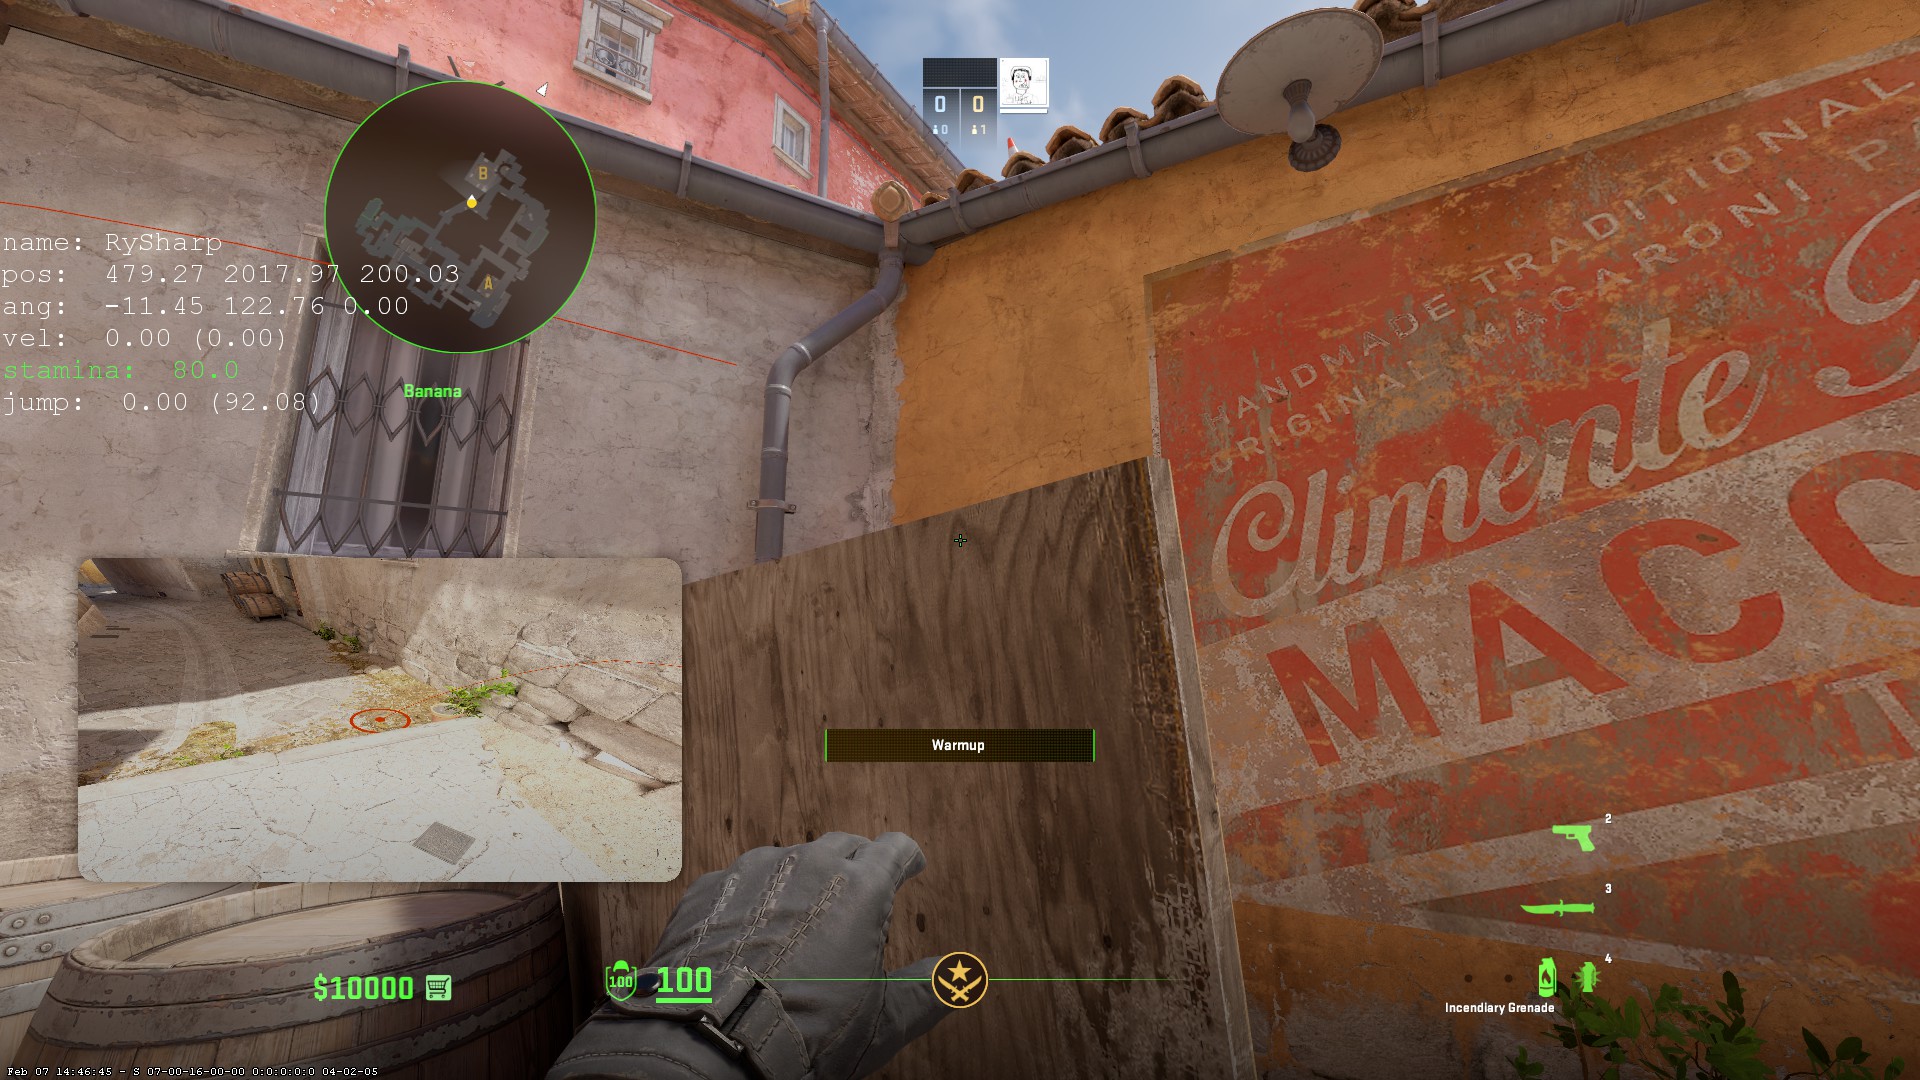 0 0
0 1
B
A
name: RySharp
pos: 479.27 2017.97 200.03
ang: -11.45 122.76 0.00
vel: 0.00 (0.00)
stamina: 80.0
jump: 0.00 (92.08)
Banana
HANDMADE TRADITIONAL
ORIGINAL MACARONI
Climente
MACC
Warmup
2
3
4
$10000
100
100
Incendiary Grenade
Feb 07 14:46:45 - S 07-00-16-00-00 0:0:0:0:0 04-02-05